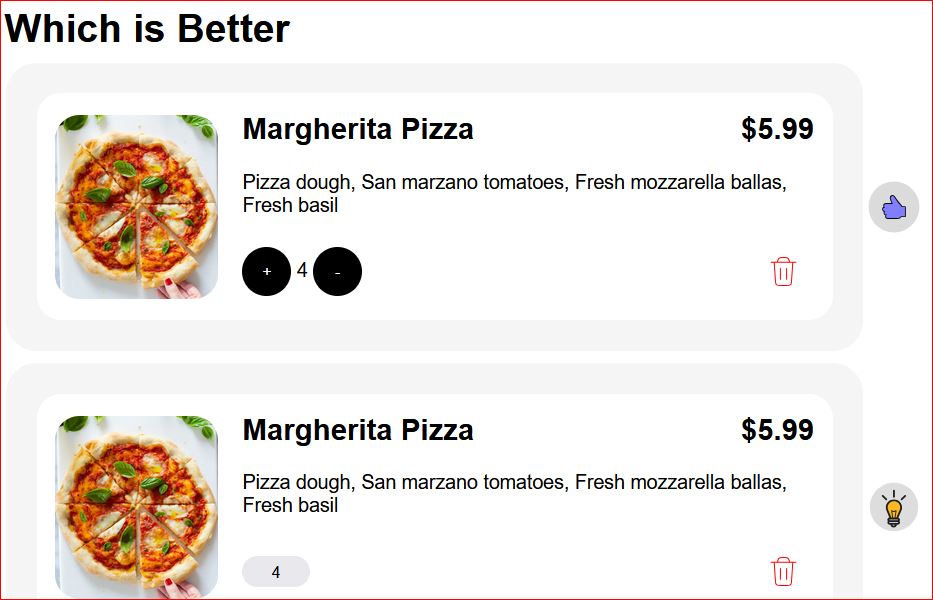 Which is Better
Margherita Pizza $5.99
Pizza dough, San marzano tomatoes, Fresh mozzarella ballas,
Fresh basil
+ 4 -
Margherita Pizza $5.99
Pizza dough, San marzano tomatoes, Fresh mozzarella ballas,
Fresh basil
4